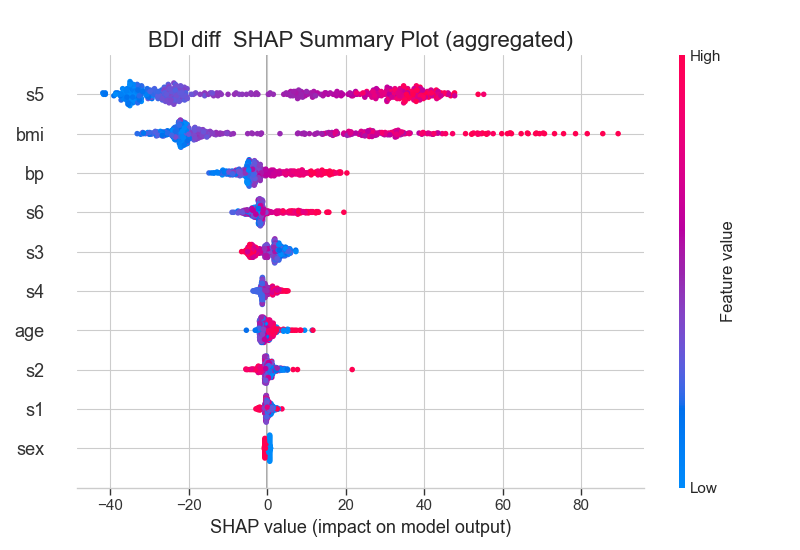 BDI diff  SHAP Summary Plot (aggregated)
High
s5
bmi
bp
s6
s3
s4
age
s2
s1
sex
Feature value
Low
−40 −20 0 20 40 60 80
SHAP value (impact on model output)